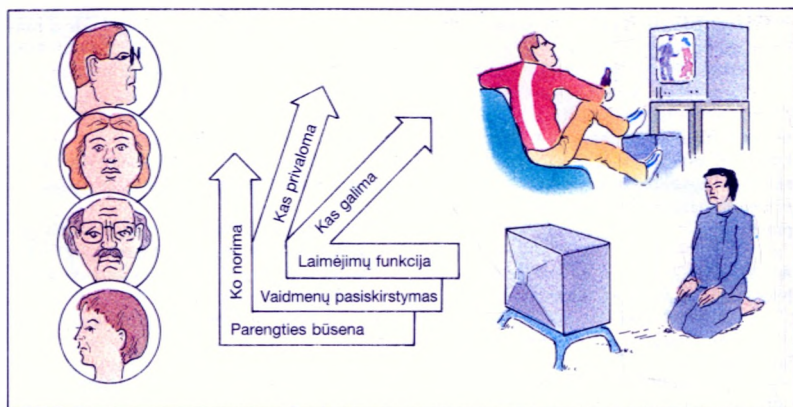 Ko norima
Kas privaloma
Kas galima
Laimėjimų funkcija
Vaidmenų pasiskirstymas
Parengties būsena